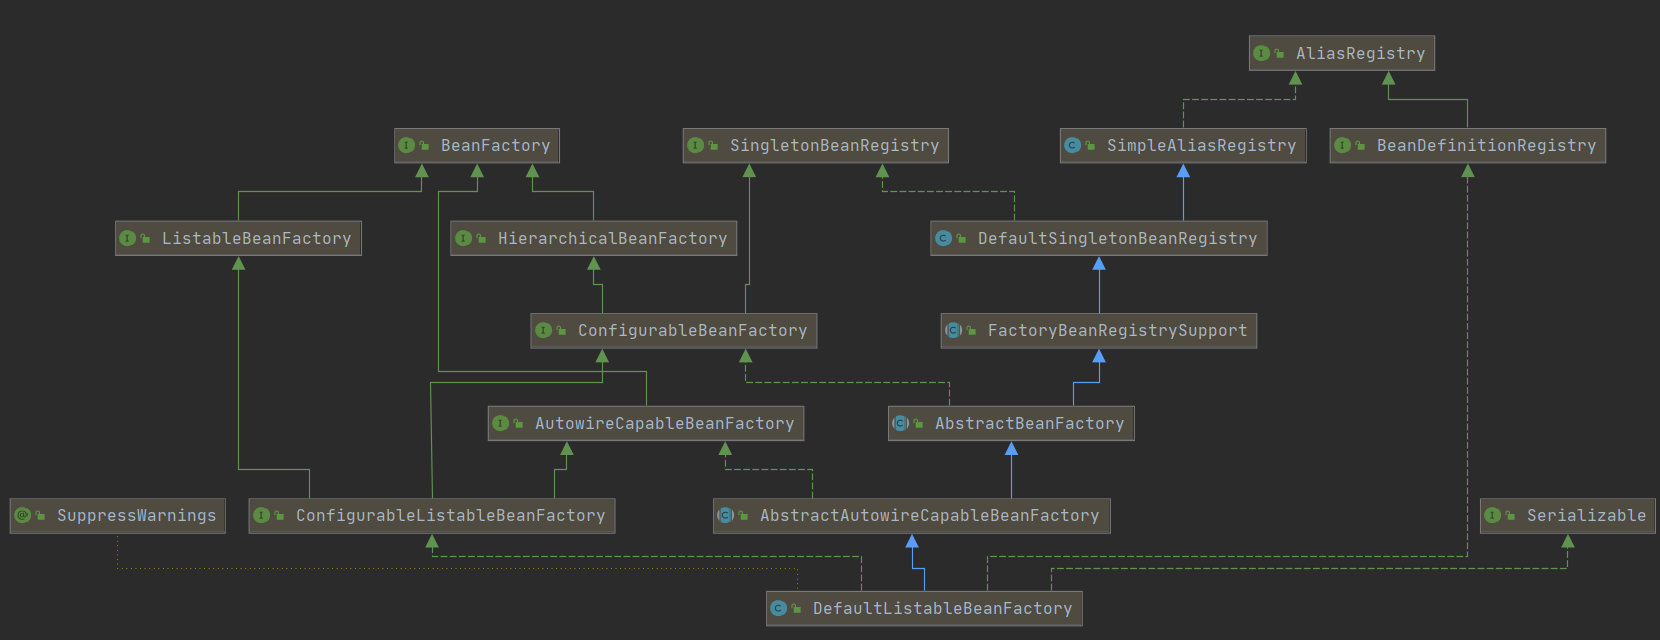 AliasRegistry
BeanFactory
SingletonBeanRegistry
SimpleAliasRegistry
BeanDefinitionRegistry
ListableBeanFactory
HierarchicalBeanFactory
DefaultSingletonBeanRegistry
ConfigurableBeanFactory
FactoryBeanRegistrySupport
AutowireCapableBeanFactory
AbstractBeanFactory
SuppressWarnings
ConfigurableListableBeanFactory
AbstractAutowireCapableBeanFactory
Serializable
DefaultListableBeanFactory